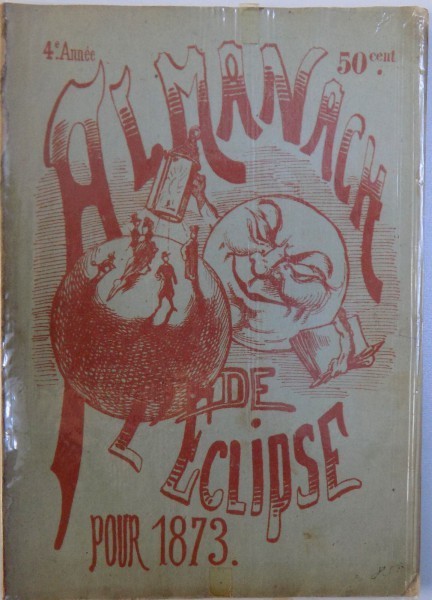 4e. Année
50 cent.
ALMANACH
DE
L'ECLIPSE
POUR 1873.